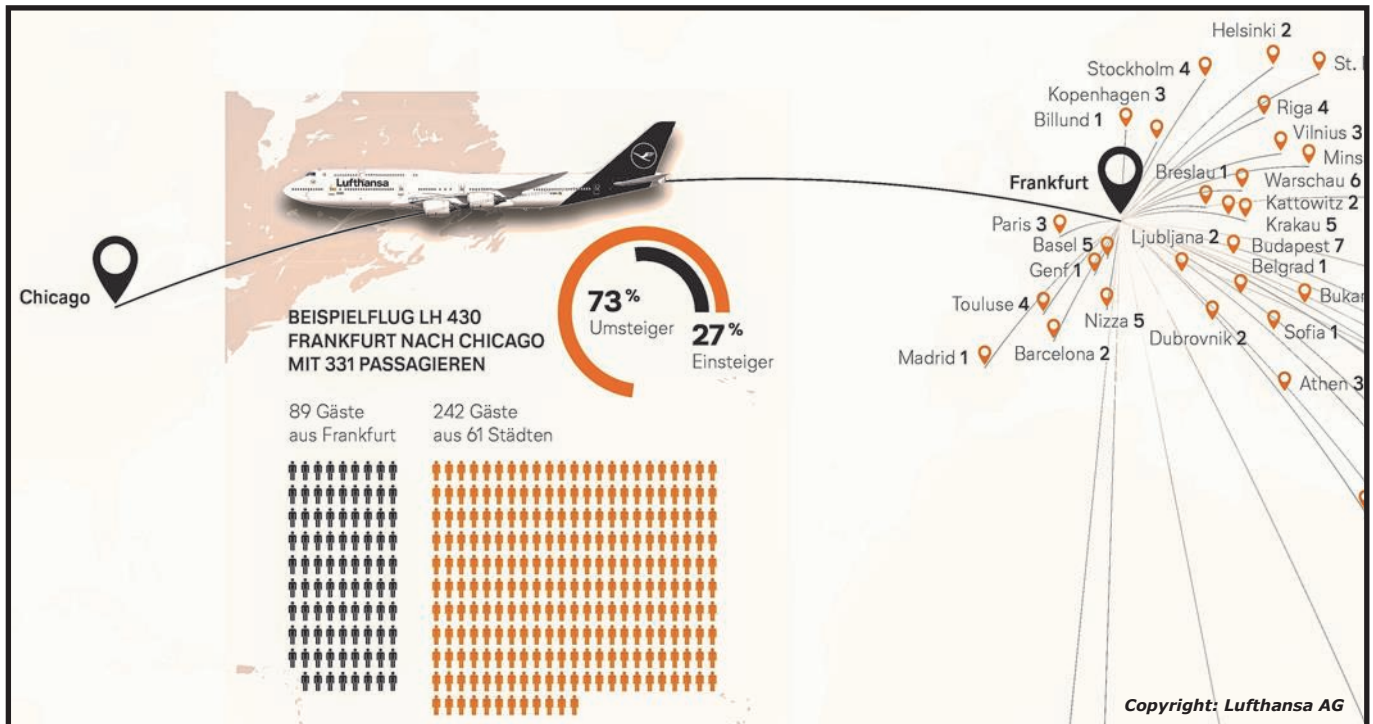 Helsinki 2
Stockholm 4
St.
Kopenhagen 3
Billund 1
Riga 4
Vilnius 3
Mins
Breslau 1
Warschau 6
Frankfurt
Kattowitz 2
Krakau 5
Paris 3
Basel 5
Ljubljana 2
Budapest 7
Genf 1
Belgrad 1
Bukar
Touluse 4
Nizza 5
Dubrovnik 2
Sofia 1
Madrid 1
Barcelona 2
Athen 3
Lufthansa
Chicago
BEISPIELFLUG LH 430
FRANKFURT NACH CHICAGO
MIT 331 PASSAGIEREN
73%
Umsteiger
27%
Einsteiger
89 Gäste
aus Frankfurt
242 Gäste
aus 61 Städten
Copyright: Lufthansa AG